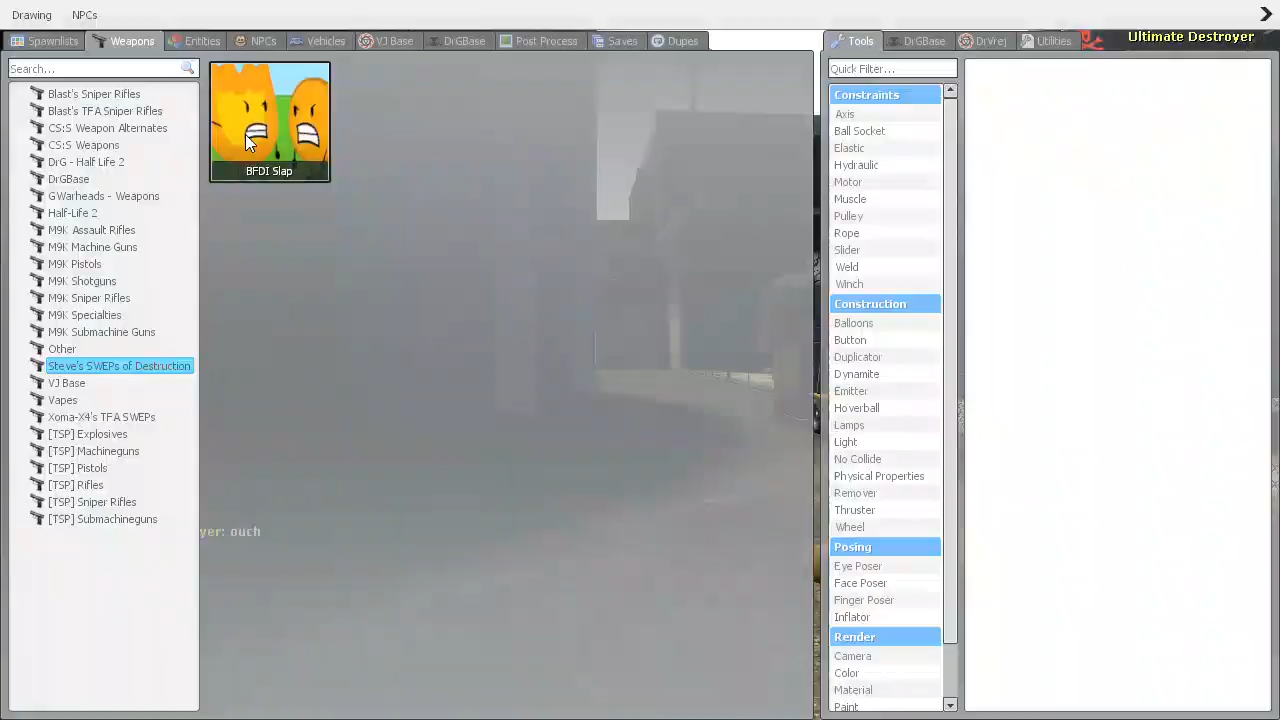 Drawing NPCs
Spawnlists Weapons Entities NPCs Vehicles VJ Base DrGBase Post Process Saves Dupes
Search...
Blast's Sniper Rifles
Blast's TFA Sniper Rifles
CS:S Weapon Alternates
CS:S Weapons
DrG - Half Life 2
DrGBase
GWarheads - Weapons
Half-Life 2
M9K Assault Rifles
M9K Machine Guns
M9K Pistols
M9K Shotguns
M9K Sniper Rifles
M9K Specialties
M9K Submachine Guns
Other
Steve's SWEPs of Destruction
VJ Base
Vapes
Xoma-X4's TFA SWEPs
[TSP] Explosives
[TSP] Machineguns
[TSP] Pistols
[TSP] Rifles
[TSP] Sniper Rifles
[TSP] Submachineguns
BFDI Slap
yer: ouch
Tools DrGBase DrVrej Utilities
Ultimate Destroyer
Quick Filter...
Constraints
Axis
Ball Socket
Elastic
Hydraulic
Motor
Muscle
Pulley
Rope
Slider
Weld
Winch
Construction
Balloons
Button
Duplicator
Dynamite
Emitter
Hoverball
Lamps
Light
No Collide
Physical Properties
Remover
Thruster
Wheel
Posing
Eye Poser
Face Poser
Finger Poser
Inflator
Render
Camera
Color
Material
Paint